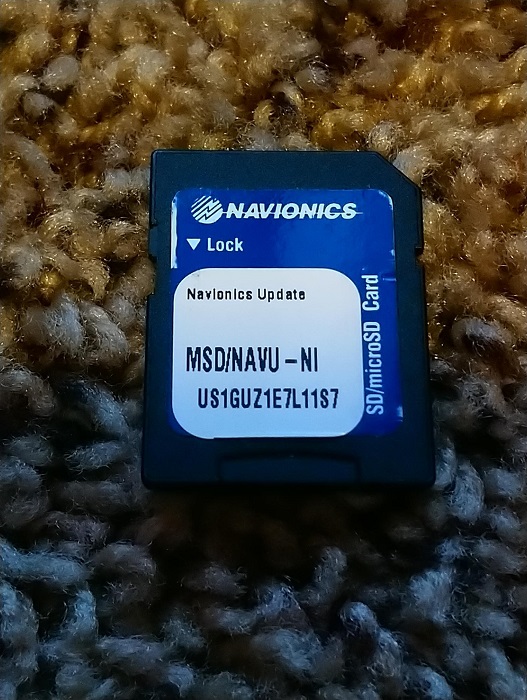 NAVIONICS
▼ Lock
Navionics Update
MSD/NAVU-NI
US1GUZ1E7L11S7
SD/microSD Card